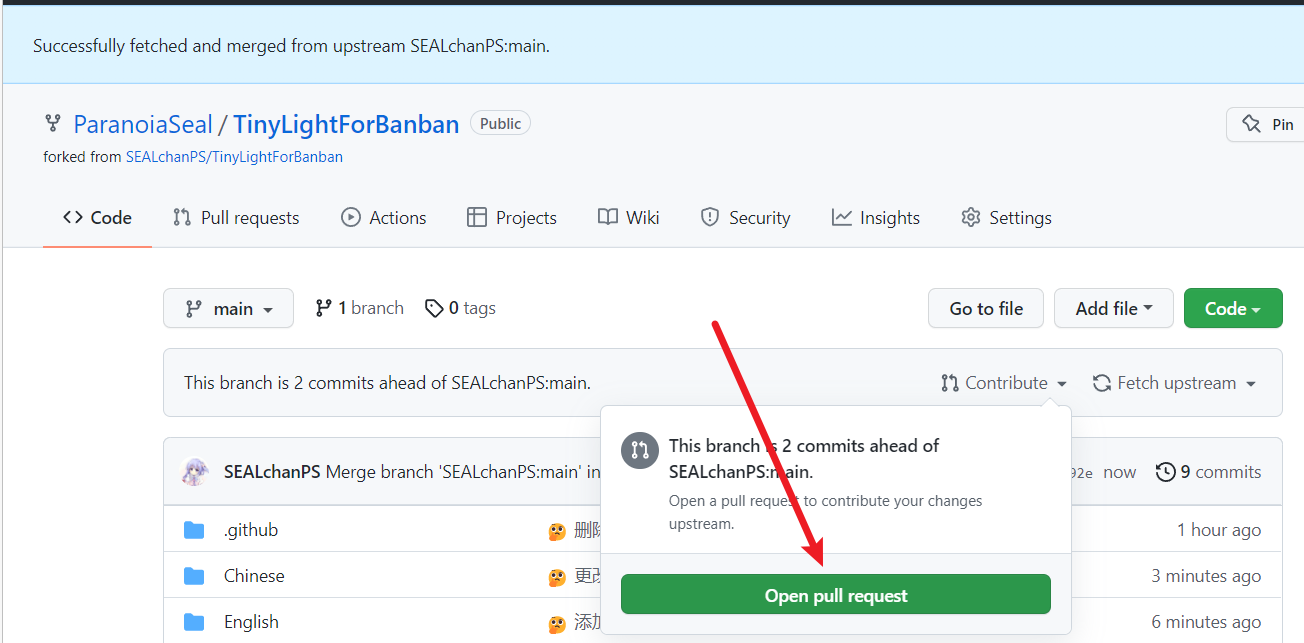 Successfully fetched and merged from upstream SEALchanPS:main.
ParanoiaSeal / TinyLightForBanban Public
Pin
forked from SEALchanPS/TinyLightForBanban
Code Pull requests Actions Projects Wiki Security Insights Settings
main 1 branch 0 tags Go to file Add file Code
This branch is 2 commits ahead of SEALchanPS:main. Contribute Fetch upstream
This branch is 2 commits ahead of
SEALchanPS:main.
Open a pull request to contribute your changes
upstream.
Open pull request
SEALchanPS Merge branch 'SEALchanPS:main' in 92e now 9 commits
.github 删除 1 hour ago
Chinese 更改 3 minutes ago
English 添加 6 minutes ago